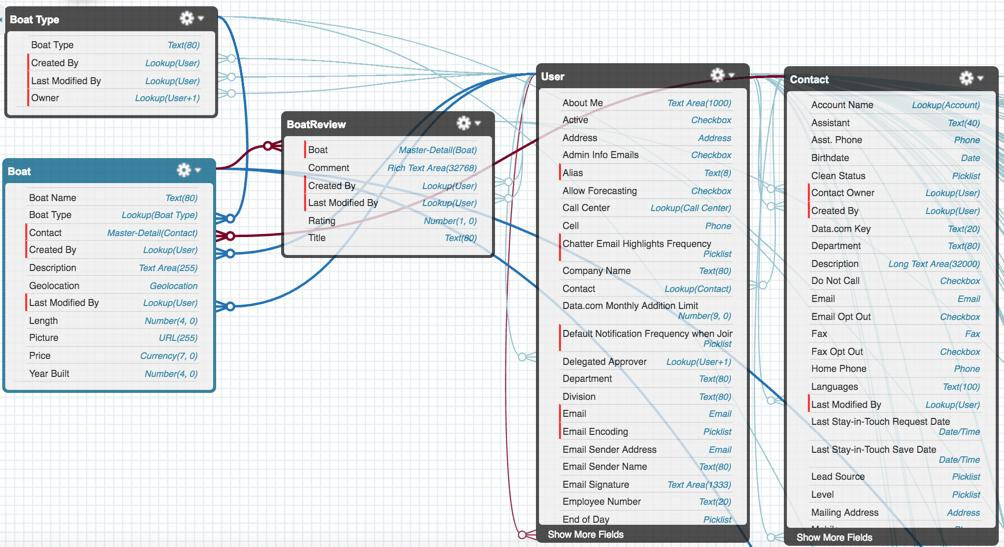 Boat Type
Boat Type Text(80)
Created By Lookup(User)
Last Modified By Lookup(User)
Owner Lookup(User+1)
Boat
Boat Name Text(80)
Boat Type Lookup(Boat Type)
Contact Master-Detail(Contact)
Created By Lookup(User)
Description Text Area(255)
Geolocation Geolocation
Last Modified By Lookup(User)
Length Number(4, 0)
Picture URL(255)
Price Currency(7, 0)
Year Built Number(4, 0)
BoatReview
Boat Master-Detail(Boat)
Comment Rich Text Area(32768)
Created By Lookup(User)
Last Modified By Lookup(User)
Rating Number(1, 0)
Title Text(80)
User
About Me Text Area(1000)
Active Checkbox
Address Address
Admin Info Emails Checkbox
Alias Text(8)
Allow Forecasting Checkbox
Call Center Lookup(Call Center)
Cell Phone
Chatter Email Highlights Frequency
Picklist
Company Name Text(80)
Contact Lookup(Contact)
Data.com Monthly Addition Limit
Number(9, 0)
Default Notification Frequency when Join
Picklist
Delegated Approver Lookup(User+1)
Department Text(80)
Division Text(80)
Email Email
Email Encoding Picklist
Email Sender Address Email
Email Sender Name Text(80)
Email Signature Text Area(1333)
Employee Number Text(20)
End of Day Picklist
Show More Fields
Contact
Account Name Lookup(Account)
Assistant Text(40)
Asst. Phone Phone
Birthdate Date
Clean Status Picklist
Contact Owner Lookup(User)
Created By Lookup(User)
Data.com Key Text(20)
Department Text(80)
Description Long Text Area(32000)
Do Not Call Checkbox
Email Email
Email Opt Out Checkbox
Fax Fax
Fax Opt Out Checkbox
Home Phone Phone
Languages Text(100)
Last Modified By Lookup(User)
Last Stay-in-Touch Request Date
Date/Time
Last Stay-in-Touch Save Date
Date/Time
Lead Source Picklist
Level Picklist
Mailing Address Address
Show More Fields